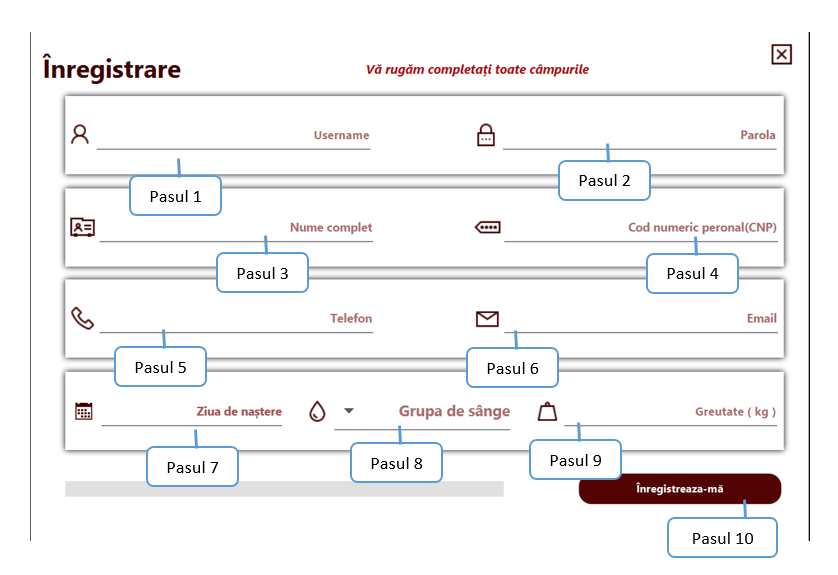 Înregistrare
Vă rugăm completați toate câmpurile
Username
Parola
Pasul 1
Pasul 2
Nume complet
Cod numeric peronal(CNP)
Pasul 3
Pasul 4
Telefon
Email
Pasul 5
Pasul 6
Ziua de naștere
Grupa de sânge
Greutate ( kg )
Pasul 7
Pasul 8
Pasul 9
Înregistreaza-mă
Pasul 10